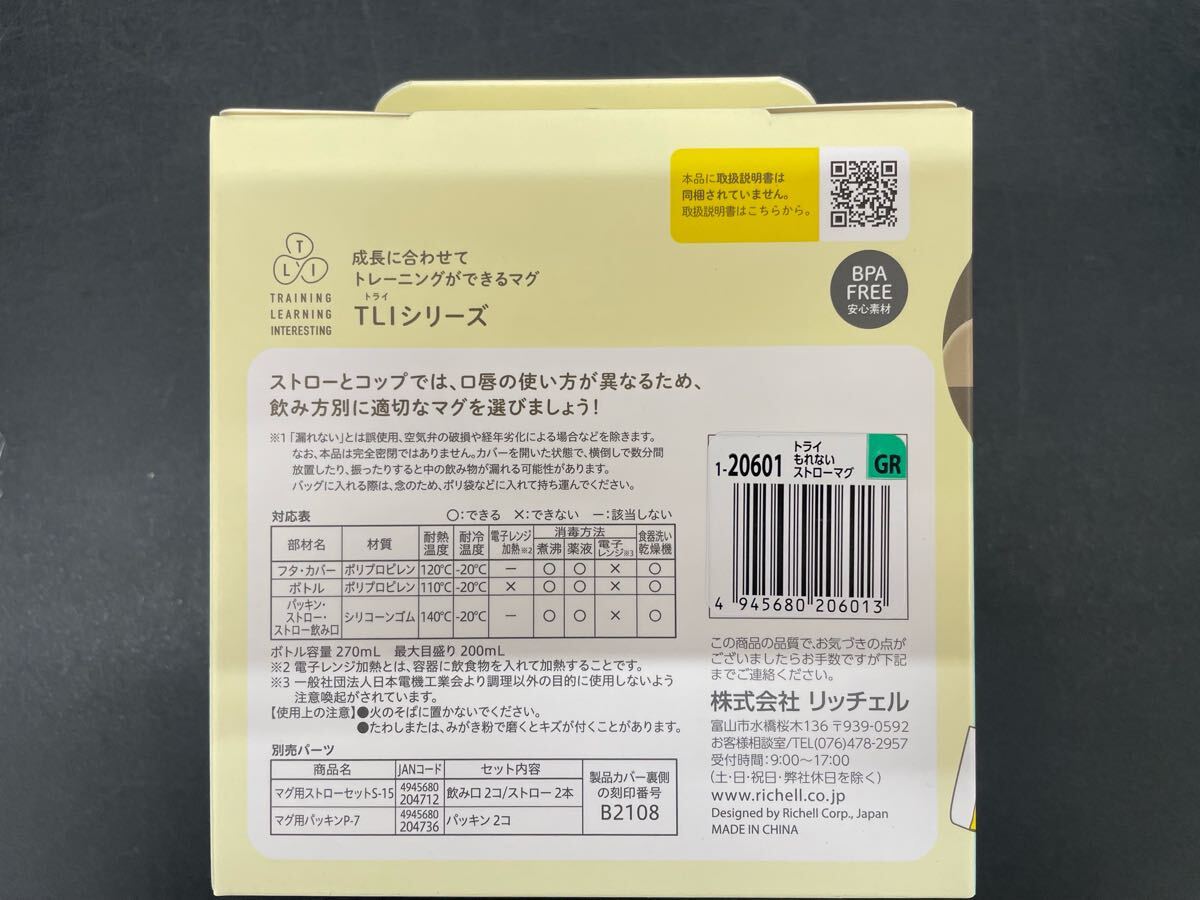 本品に取扱説明書は
同梱されていません。
取扱説明書はこちらから。
T
L I
TRAINING
LEARNING
INTERESTING
成長に合わせて
トレーニングができるマグ
トライ
TLIシリーズ
BPA
FREE
安心素材
ストローとコップでは、口唇の使い方が異なるため、
飲み方別に適切なマグを選びましょう!
※1「漏れない」とは誤使用、空気弁の破損や経年劣化による場合などを除きます。
なお、本品は完全密閉ではありません。カバーを開いた状態で、横倒しで数分間
放置したり、振ったりすると中の飲み物が漏れる可能性があります。
バッグに入れる際は、念のため、ポリ袋などに入れて持ち運んでください。
対応表 ○:できる ×:できない －:該当しない
部材名 材質 耐熱温度 耐冷温度 電子レンジ加熱※2 消毒方法 煮沸 薬液 電子レンジ※3 食器洗い乾燥機
フタ・カバー ポリプロピレン 120℃ -20℃ － ○ ○ × ○
ボトル ポリプロピレン 110℃ -20℃ × ○ ○ × ○
パッキン・ストロー・ストロー飲み口 シリコーンゴム 140℃ -20℃ － ○ ○ × ○
ボトル容量 270mL 最大目盛り 200mL
※2 電子レンジ加熱とは、容器に飲食物を入れて加熱することです。
※3 一般社団法人日本電機工業会より調理以外の目的に使用しないよう
注意喚起がされています。
【使用上の注意】●火のそばに置かないでください。
●たわしまたは、みがき粉で磨くとキズが付くことがあります。
別売パーツ
商品名 JANコード セット内容
マグ用ストローセットS-15 4945680 204712 飲み口 2コ/ストロー 2本
マグ用パッキンP-7 4945680 204736 パッキン 2コ
製品カバー裏側
の刻印番号
B2108
1-20601
トライ
もれない
ストローマグ
GR
4 945680 206013
この商品の品質で、お気づきの点が
ございましたらお手数ですが下記
までご連絡ください。
株式会社 リッチェル
富山市水橋桜木136 〒939-0592
お客様相談室/TEL(076)478-2957
受付時間:9:00〜17:00
(土・日・祝日・弊社休日を除く)
www.richell.co.jp
Designed by Richell Corp., Japan
MADE IN CHINA